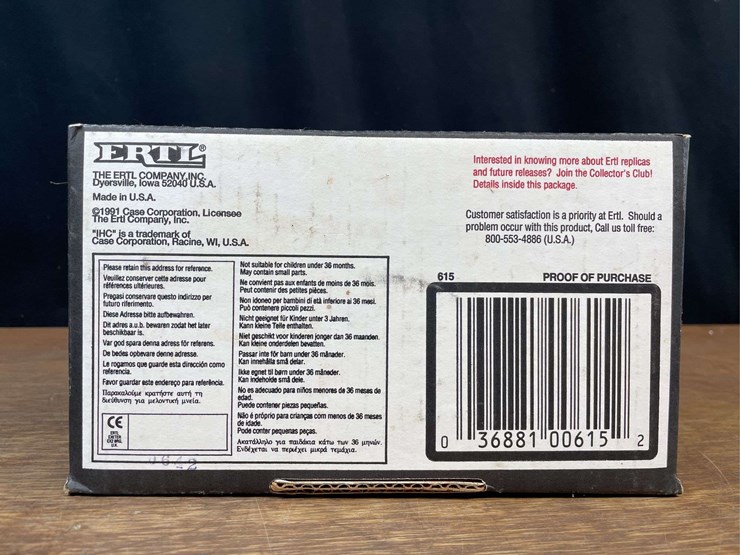 ERTL®
THE ERTL COMPANY,INC.
Dyersville, Iowa 52040 U.S.A.
Made in U.S.A.
©1991 Case Corporation, Licensee
The Ertl Company, Inc.
"IHC" is a trademark of
Case Corporation, Racine, WI, U.S.A.
Interested in knowing more about Ertl replicas
and future releases? Join the Collector's Club!
Details inside this package.
Customer satisfaction is a priority at Ertl. Should a
problem occur with this product, Call us toll free:
800-553-4886 (U.S.A.)
Please retain this address for reference.
Veuillez conserver cette adresse pour
références ultérieures.
Pregasi conservare questo indirizzo per
futuro riferimento.
Diese Adresse bitte aufbewahren.
Dit adres a.u.b. bewaren zodat het later
beschikbaar is.
Var god spara denna adress för referens.
De bedes opbevare denne adresse.
Le rogamos que guarde esta dirección como
referencia.
Favor guardar este endereço para referência.
Παρακαλούμε κρατήστε αυτή τη
διεύθυνση για μελοντική μνεία.
CE
Not suitable for children under 36 months.
May contain small parts.
Ne convient pas aux enfants de moins de 36 mois.
Peut contenir des petites pièces.
Non idoneo per bambini di età inferiore ai 36 mesi.
Può contenere piccoli pezzi.
Nicht geeignet für Kinder unter 3 Jahren.
Kann kleine Teile enthalten.
Niet geschikt voor kinderen jonger dan 36 maanden.
Kan kleine onderdelen bevatten.
Passar inte för barn under 36 månader.
Kan innehålla små delar.
Ikke egnet til børn under 36 måneder.
Kan indeholde små dele.
No es adecuado para niños menores de 36 meses de
edad.
Puede contener piezas pequeñas.
Não é próprio para crianças com menos de 36 meses
de idade.
Pode conter pequenas peças.
Ακατάλληλο για παιδάκια κάτω των 36 μηνών.
Ενδέχεται να περιέχει μικρά τεμάχια.
615
PROOF OF PURCHASE
0 36881 00615 2